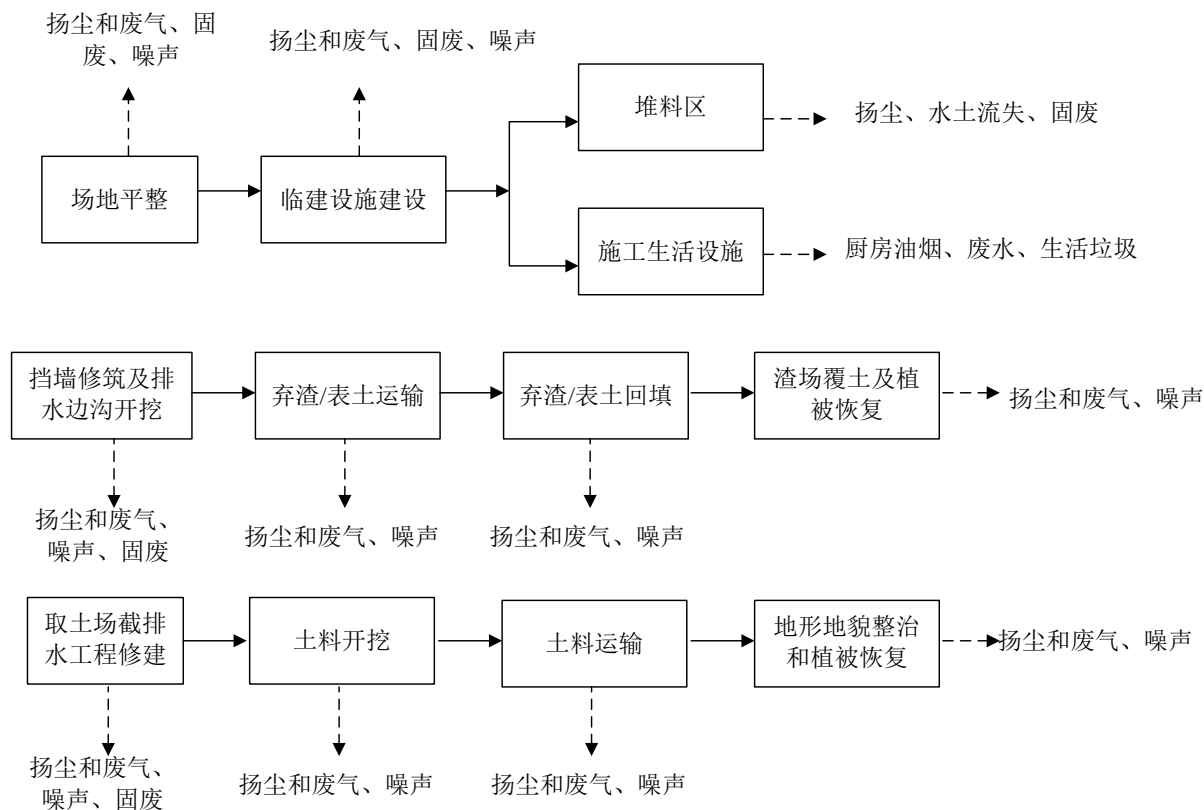 扬尘和废气、固
废、噪声
扬尘和废气、固废、噪声
堆料区
扬尘、水土流失、固废
场地平整
临建设施建设
施工生活设施
厨房油烟、废水、生活垃圾
挡墙修筑及排
水边沟开挖
弃渣/表土运输
弃渣/表土回填
渣场覆土及植
被恢复
扬尘和废气、噪声
扬尘和废气、
噪声、固废
扬尘和废气、噪声
扬尘和废气、噪声
取土场截排
水工程修建
土料开挖
土料运输
地形地貌整治
和植被恢复
扬尘和废气、噪声
扬尘和废气、
噪声、固废
扬尘和废气、噪声
扬尘和废气、噪声